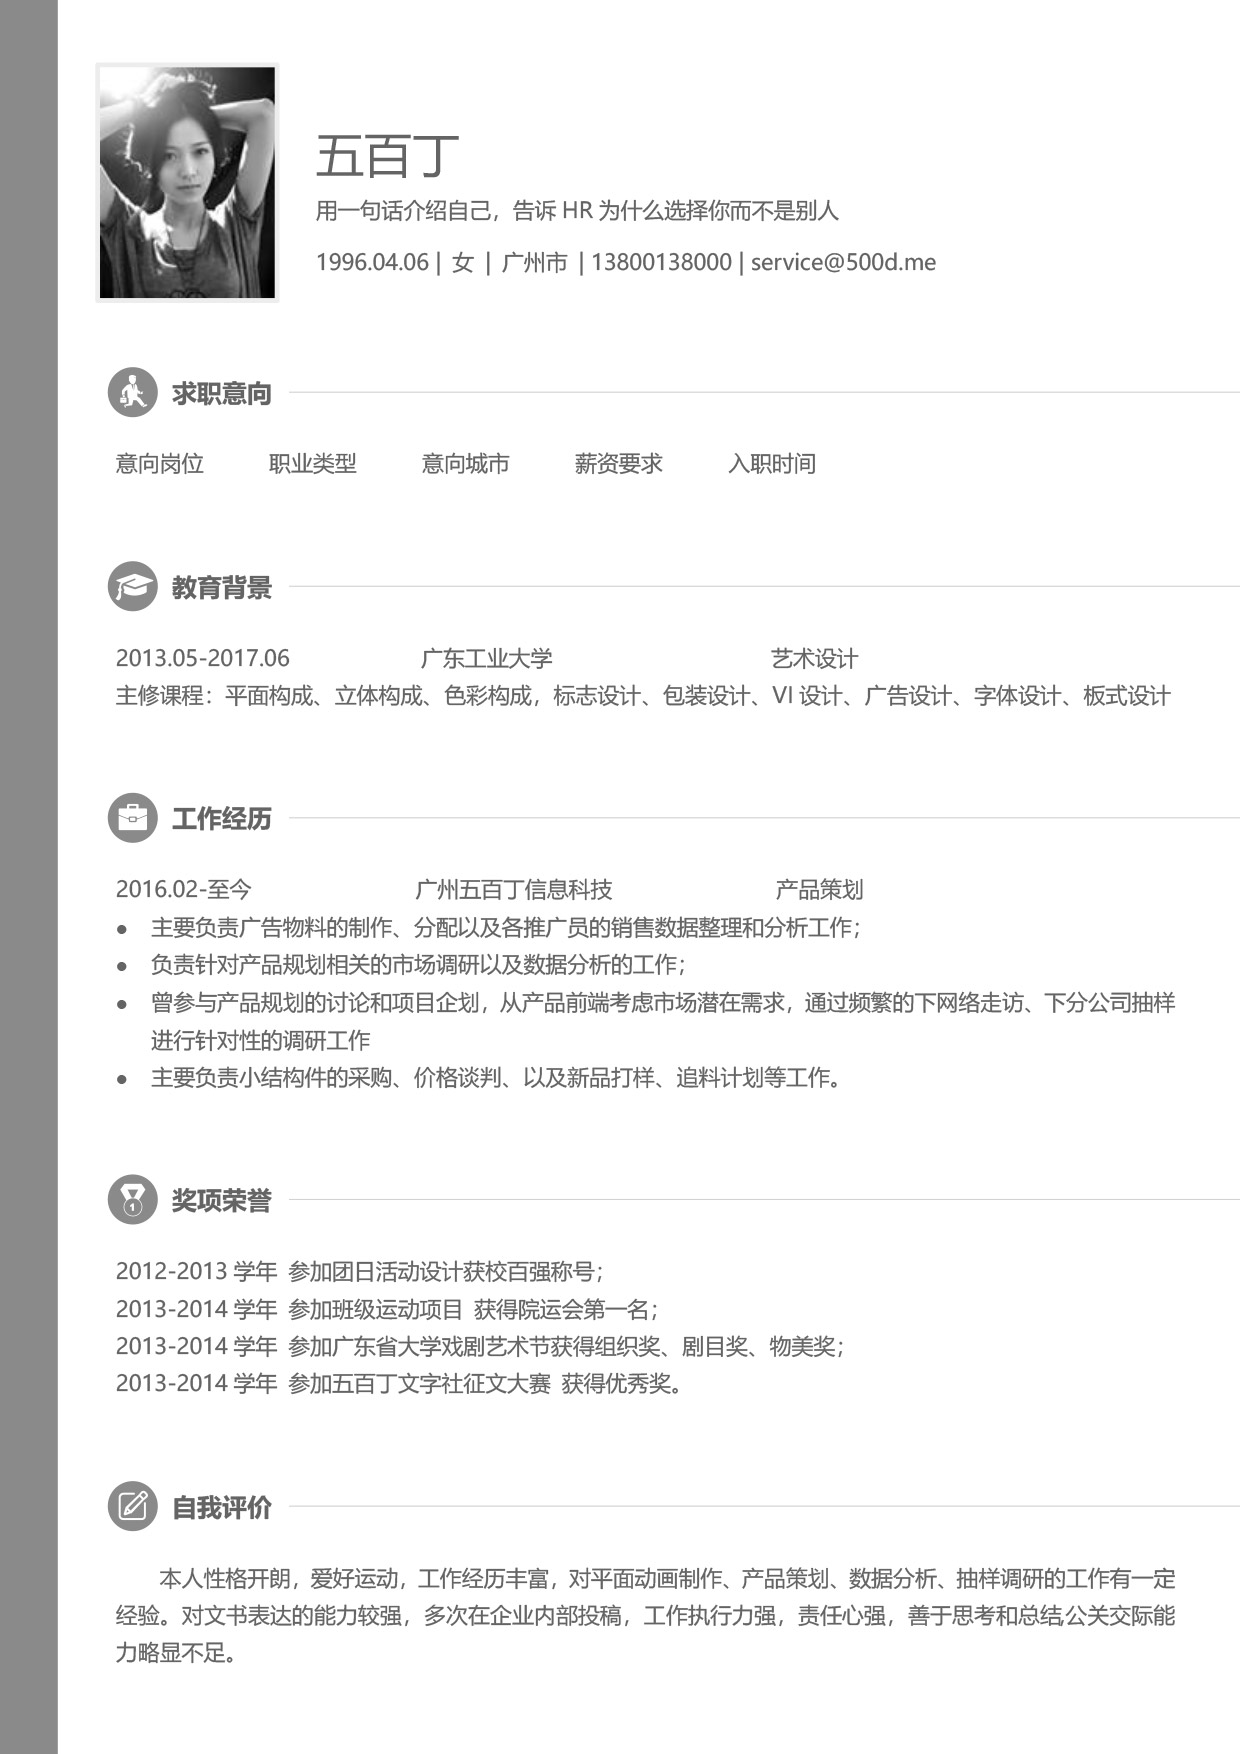 五百丁
用一句话介绍自己，告诉 HR 为什么选择你而不是别人
1996.04.06 | 女 | 广州市 | 13800138000 | service@500d.me
求职意向
意向岗位 职业类型 意向城市 薪资要求 入职时间
教育背景
2013.05-2017.06 广东工业大学 艺术设计
主修课程：平面构成、立体构成、色彩构成，标志设计、包装设计、VI 设计、广告设计、字体设计、板式设计
工作经历
2016.02-至今 广州五百丁信息科技 产品策划
● 主要负责广告物料的制作、分配以及各推广员的销售数据整理和分析工作；
● 负责针对产品规划相关的市场调研以及数据分析的工作；
● 曾参与产品规划的讨论和项目企划，从产品前端考虑市场潜在需求，通过频繁的下网络走访、下分公司抽样
进行针对性的调研工作
● 主要负责小结构件的采购、价格谈判、以及新品打样、追料计划等工作。
1
奖项荣誉
2012-2013 学年 参加团日活动设计获校百强称号；
2013-2014 学年 参加班级运动项目 获得院运会第一名；
2013-2014 学年 参加广东省大学戏剧艺术节获得组织奖、剧目奖、物美奖；
2013-2014 学年 参加五百丁文字社征文大赛 获得优秀奖。
自我评价
本人性格开朗，爱好运动，工作经历丰富，对平面动画制作、产品策划、数据分析、抽样调研的工作有一定
经验。对文书表达的能力较强，多次在企业内部投稿，工作执行力强，责任心强，善于思考和总结,公关交际能
力略显不足。